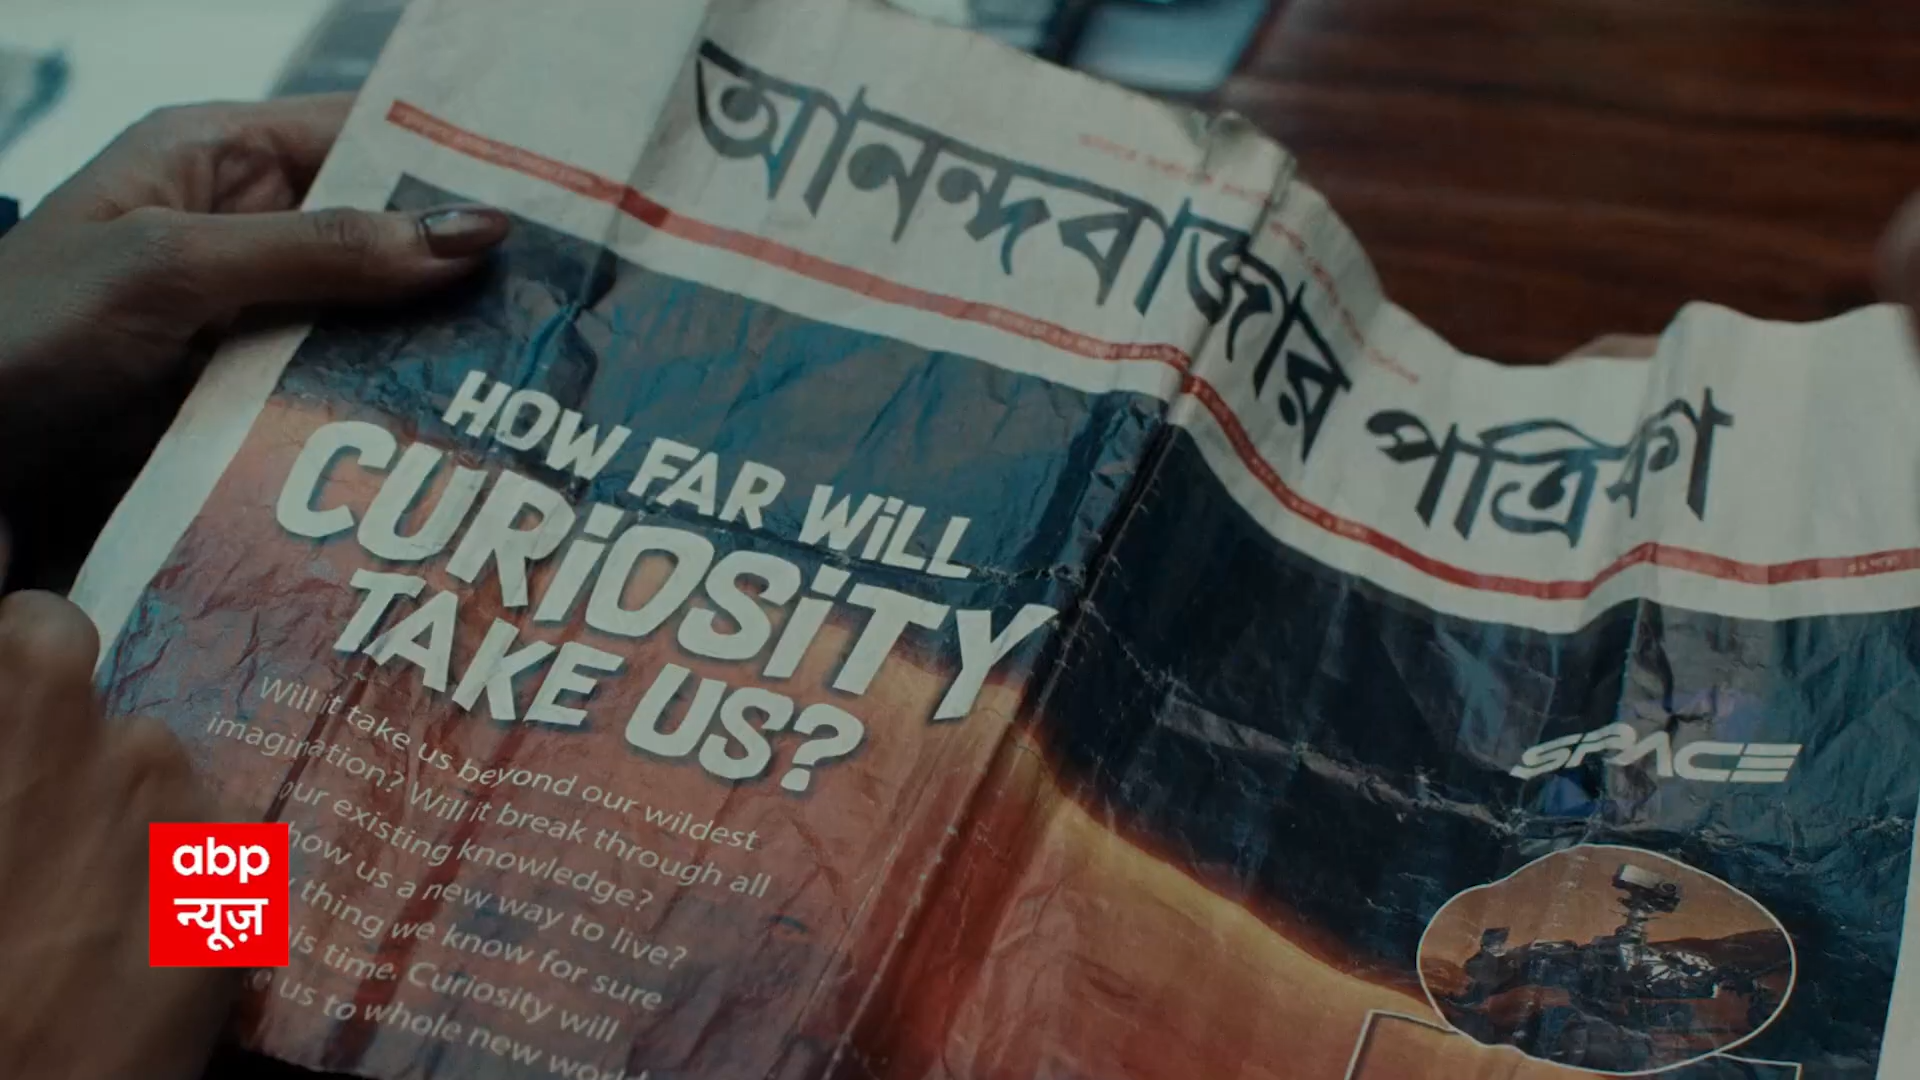 আনন্দবাজার পত্রিকা
HOW FAR WiLL
CURiOSiTY
TAKE US?
Will it take us beyond our wildest
imagination? Will it break through all
our existing knowledge?
how us a new way to live?
thing we know for sure
is time. Curiosity will
us to whole new
SPACE
abp
न्यूज़